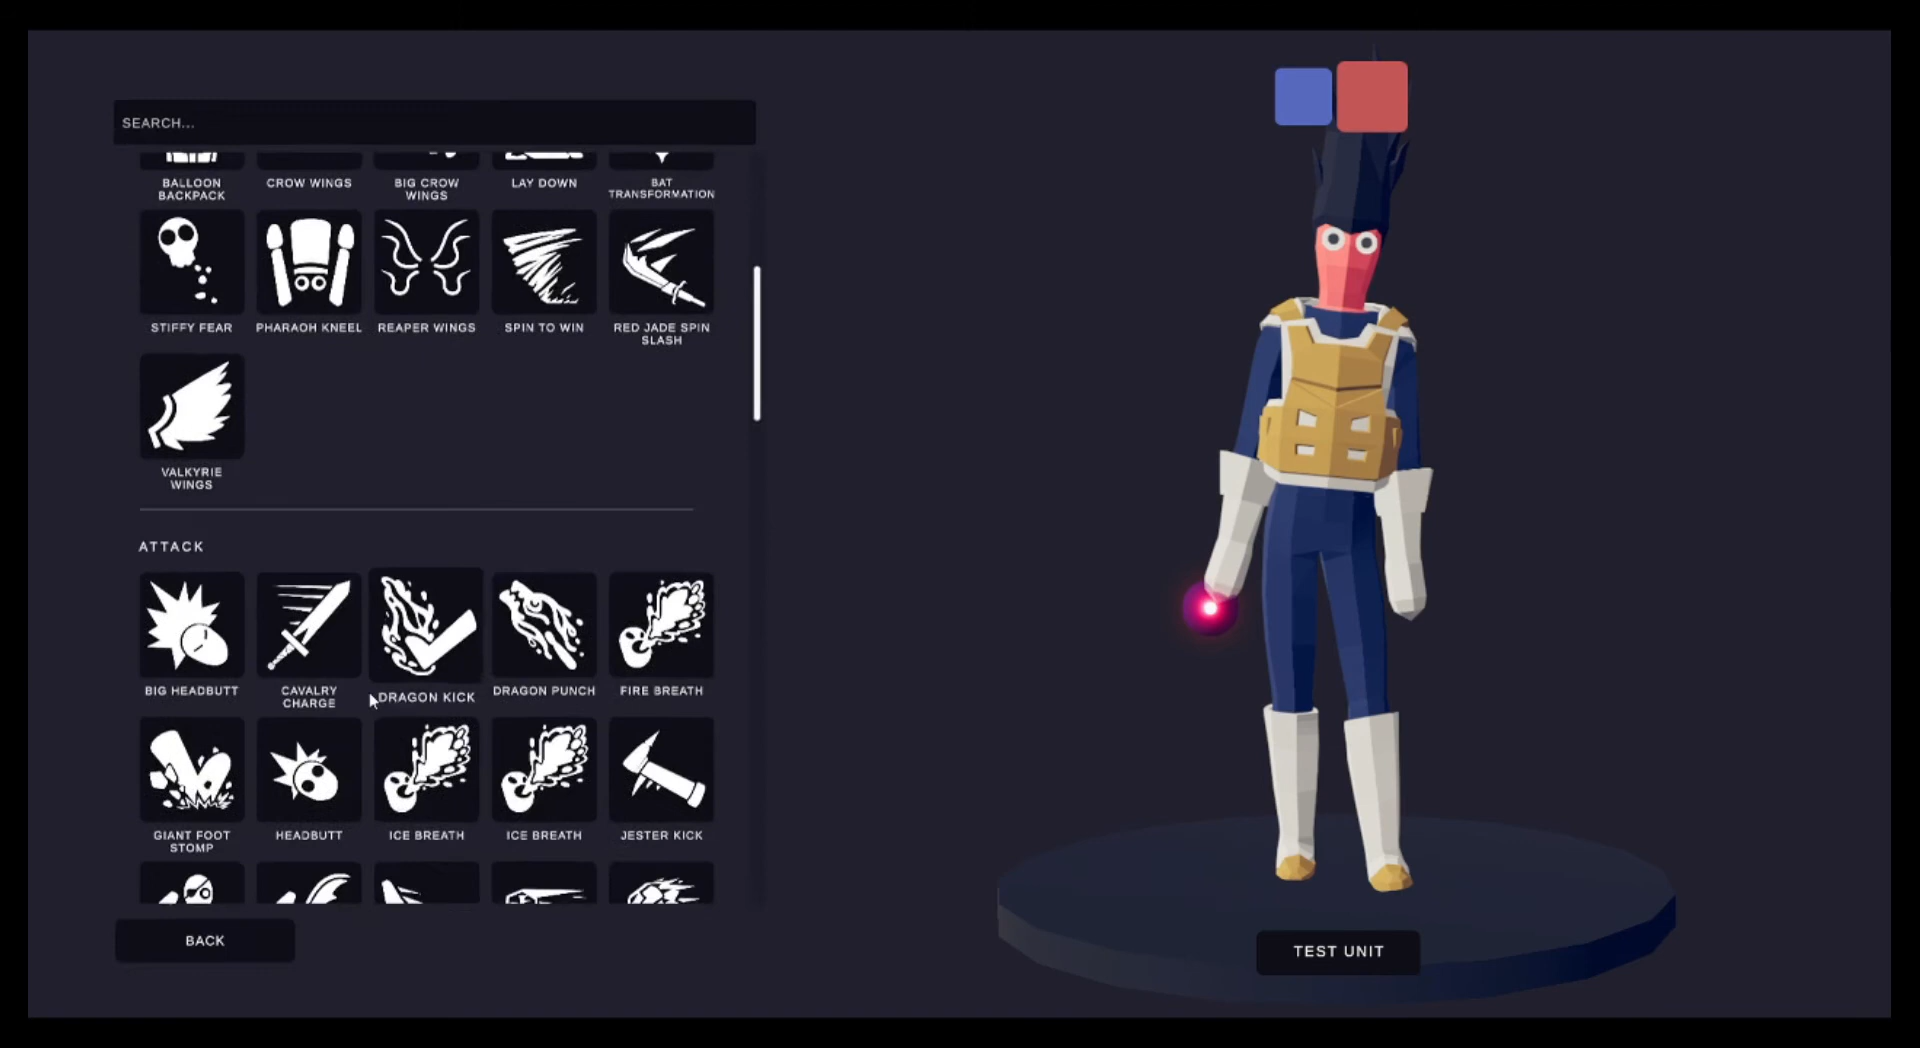 SEARCH...
BALLOON
BACKPACK
CROW WINGS
BIG CROW
WINGS
LAY DOWN
BAT
TRANSFORMATION
STIFFY FEAR
PHARAOH KNEEL
REAPER WINGS
SPIN TO WIN
RED JADE SPIN
SLASH
VALKYRIE
WINGS
ATTACK
BIG HEADBUTT
CAVALRY
CHARGE
DRAGON KICK
DRAGON PUNCH
FIRE BREATH
GIANT FOOT
STOMP
HEADBUTT
ICE BREATH
ICE BREATH
JESTER KICK
BACK
TEST UNIT